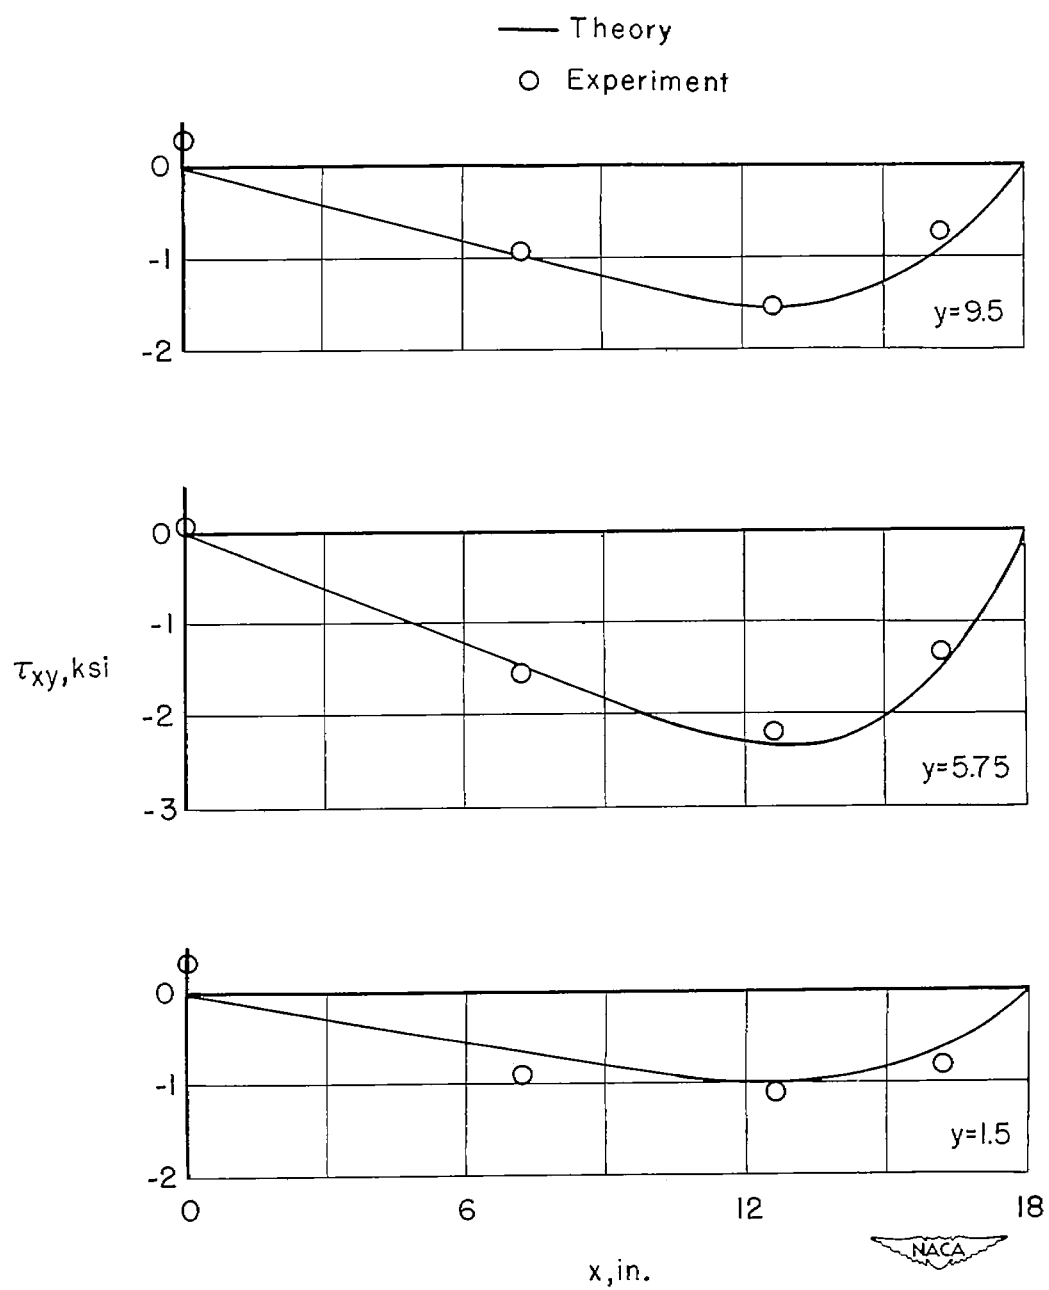 Theory
Experiment
0
-1
-2
y=9.5
0
-1
-2
-3
τxy,ksi
y=5.75
0
-1
-2
y=1.5
0 6 12 18
NACA
x,in.